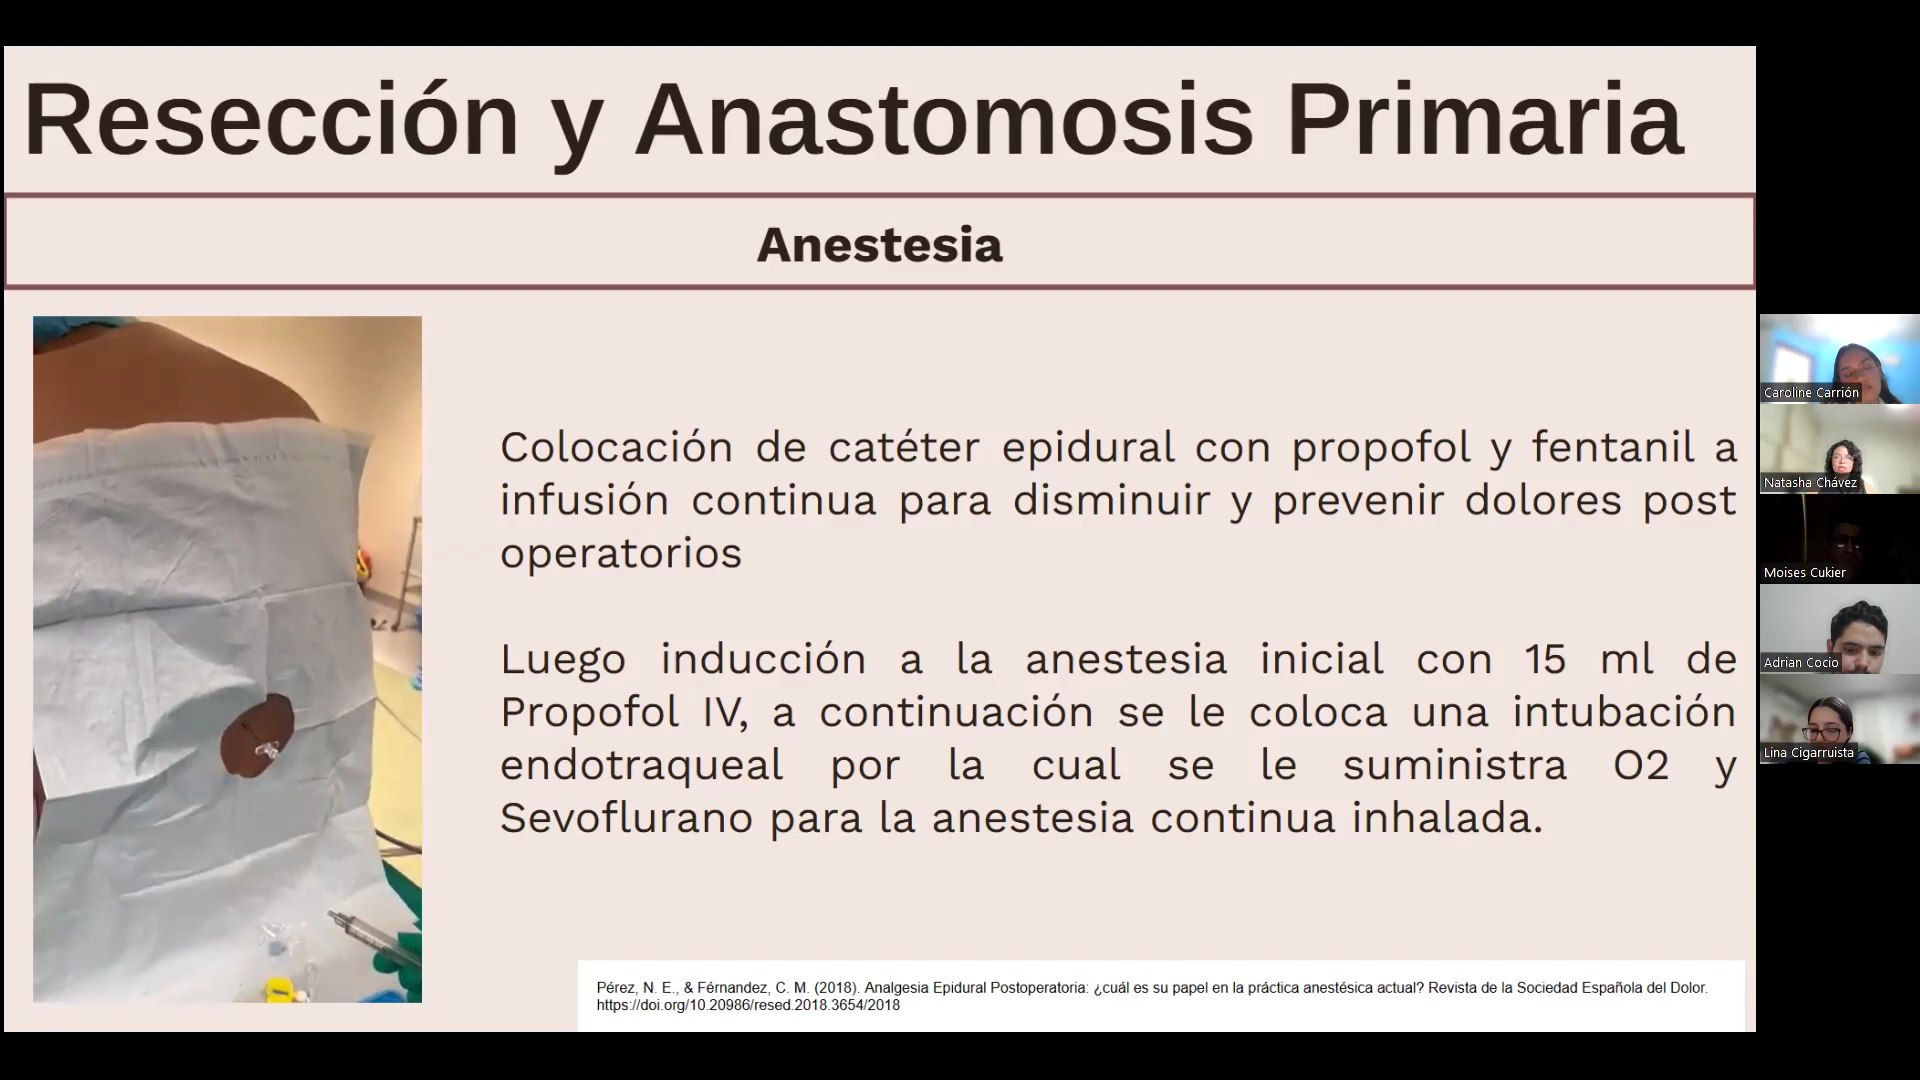 Resección y Anastomosis Primaria
Anestesia
Colocación de catéter epidural con propofol y fentanil a
infusión continua para disminuir y prevenir dolores post
operatorios
Luego inducción a la anestesia inicial con 15 ml de
Propofol IV, a continuación se le coloca una intubación
endotraqueal por la cual se le suministra O2 y
Sevoflurano para la anestesia continua inhalada.
Pérez, N. E., & Férnandez, C. M. (2018). Analgesia Epidural Postoperatoria: ¿cuál es su papel en la práctica anestésica actual? Revista de la Sociedad Española del Dolor.
https://doi.org/10.20986/resed.2018.3654/2018
Caroline Carrión
Natasha Chávez
Moises Cukier
Adrian Cocio
Lina Cigarruista